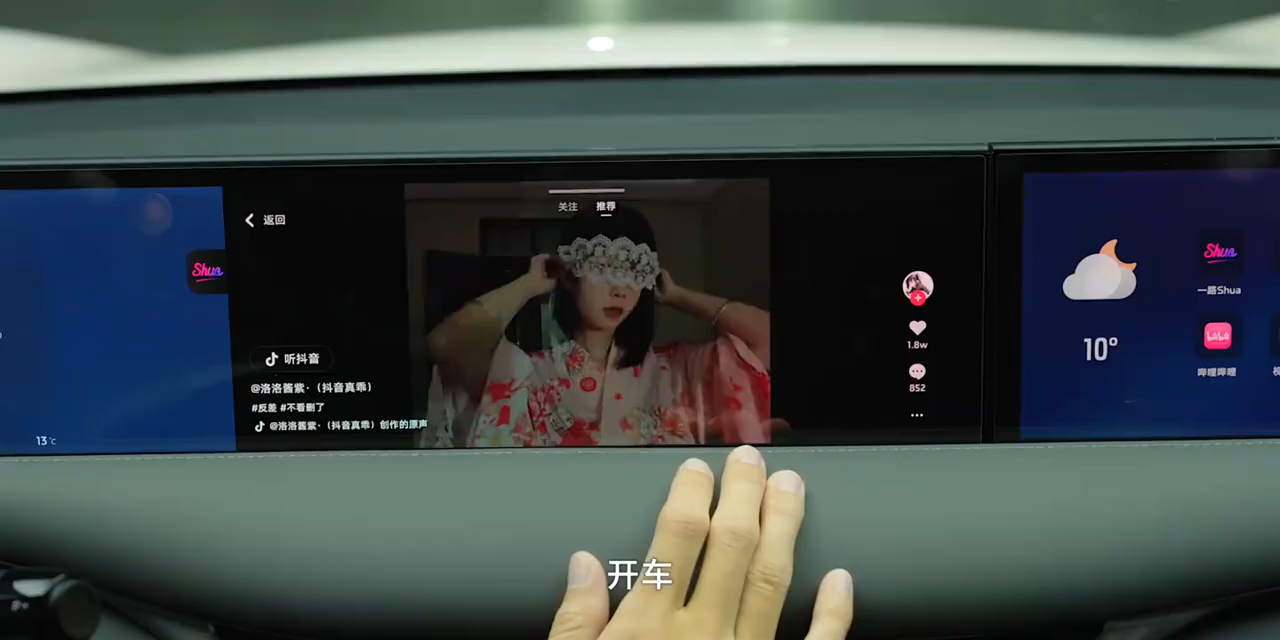 13℃
Shua
返回
听抖音
@洛洛酱紫·（抖音真乖）
#反差 #不看删了
@洛洛酱紫·（抖音真乖）创作的原声
关注 推荐
1.8w
852
...
10°
Shua
一路Shua
bilibili
哔哩哔哩
开车